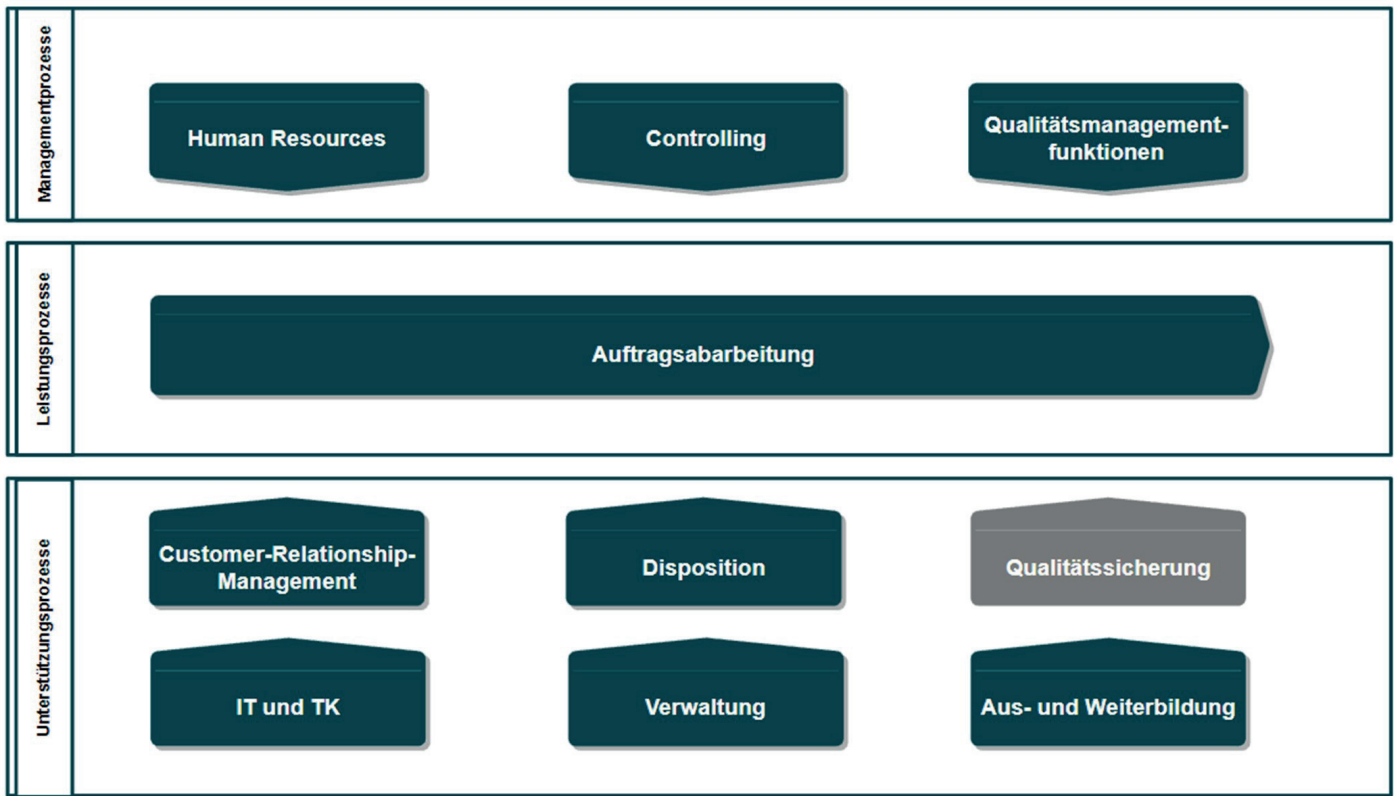 Managementprozesse
Human Resources
Controlling
Qualitätsmanagement-
funktionen
Leistungsprozesse
Auftragsabarbeitung
Unterstützungsprozesse
Customer-Relationship-
Management
Disposition
Qualitätssicherung
IT und TK
Verwaltung
Aus- und Weiterbildung